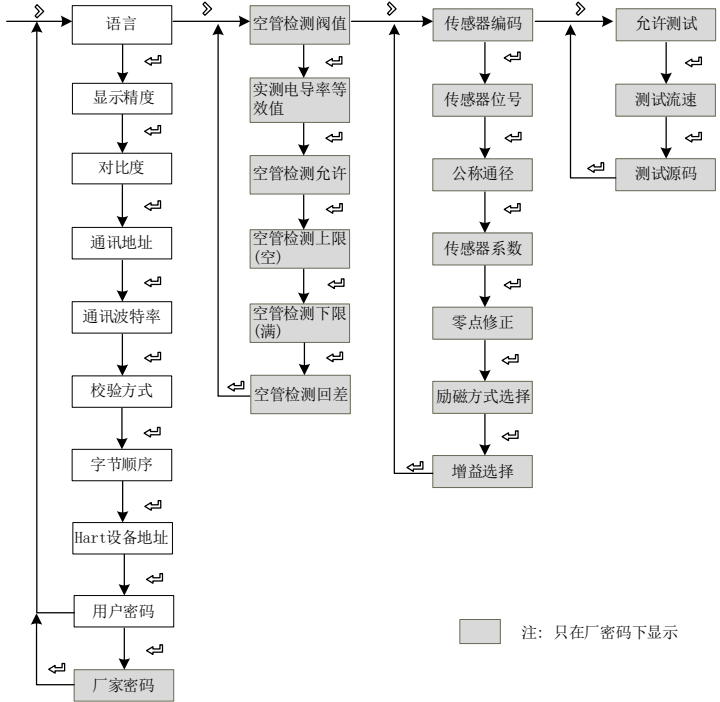 语言
显示精度
对比度
通讯地址
通讯波特率
校验方式
字节顺序
Hart设备地址
用户密码
厂家密码
空管检测阀值
实测电导率等
效值
空管检测允许
空管检测上限
(空)
空管检测下限
(满)
空管检测回差
传感器编码
传感器位号
公称通径
传感器系数
零点修正
励磁方式选择
增益选择
允许测试
测试流速
测试源码
注: 只在厂密码下显示